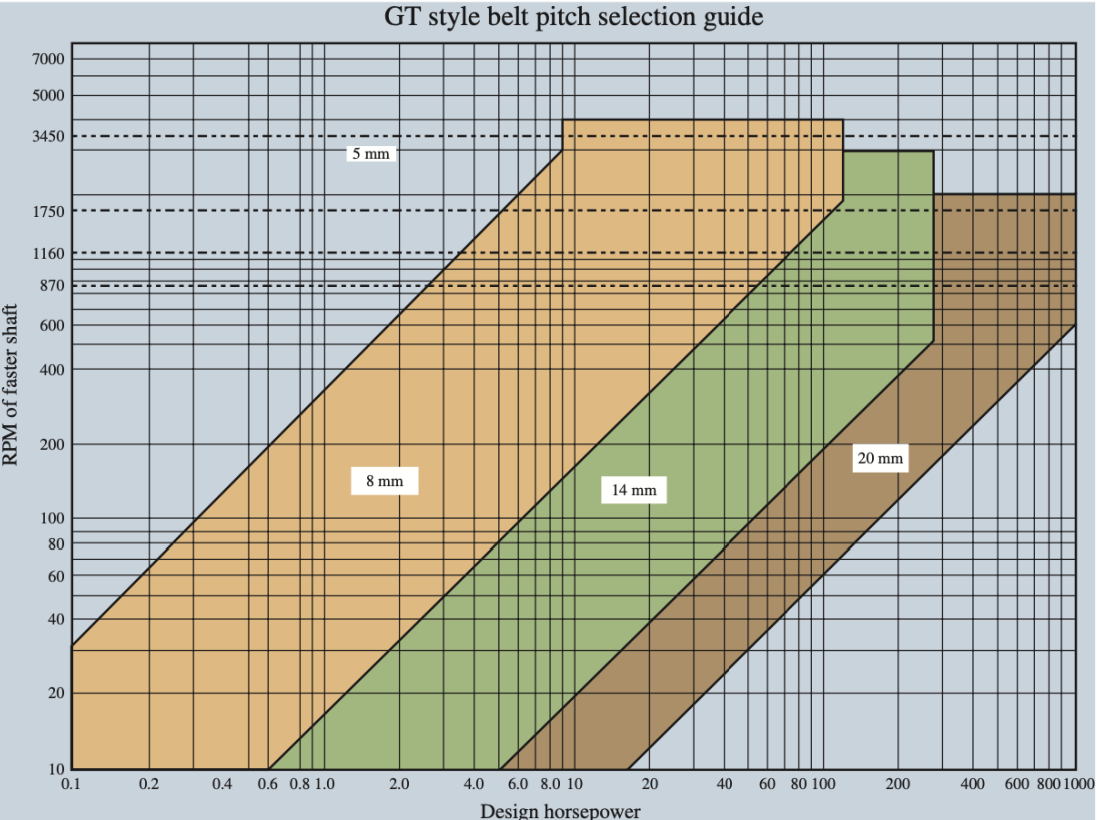 GT style belt pitch selection guide
7000
5000
3450
5 mm
1750
1160
870
600
RPM of faster shaft
400
200
20 mm
8 mm
14 mm
100
80
60
40
20
10
0.1 0.2 0.4 0.6 0.8 1.0 2.0 4.0 6.0 8.0 10 20 40 60 80 100 200 400 600 800 1000
Design horsepower